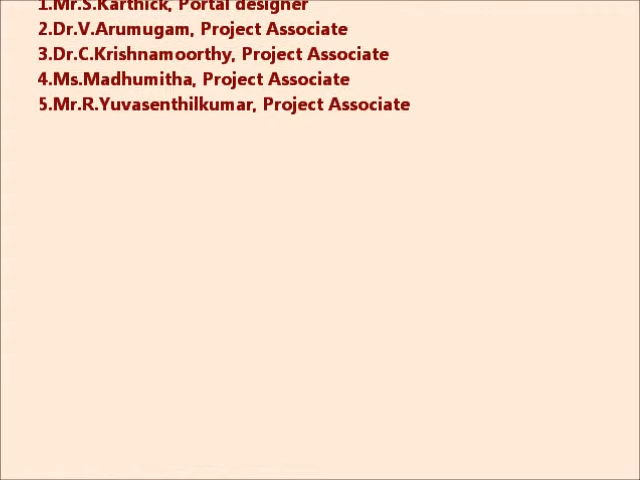 1.Mr.S.Karthick, Portal designer
2.Dr.V.Arumugam, Project Associate
3.Dr.C.Krishnamoorthy, Project Associate
4.Ms.Madhumitha, Project Associate
5.Mr.R.Yuvasenthilkumar, Project Associate